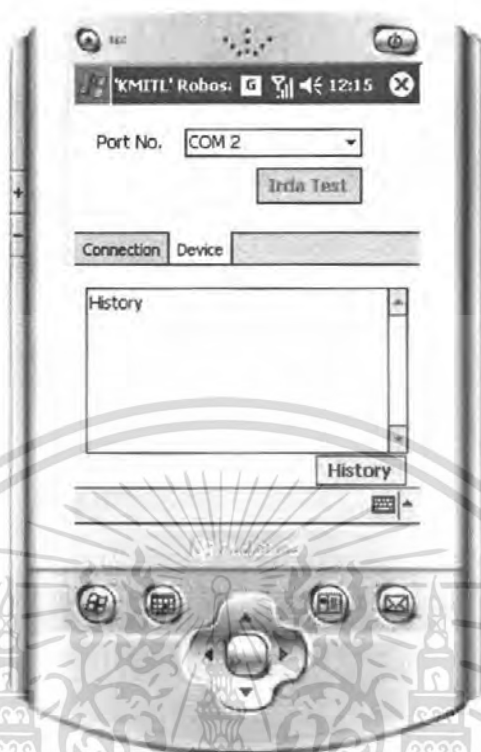 'KMITL' Robos: G 12:15
Port No. COM 2
Irda Test
Connection Device
History
History